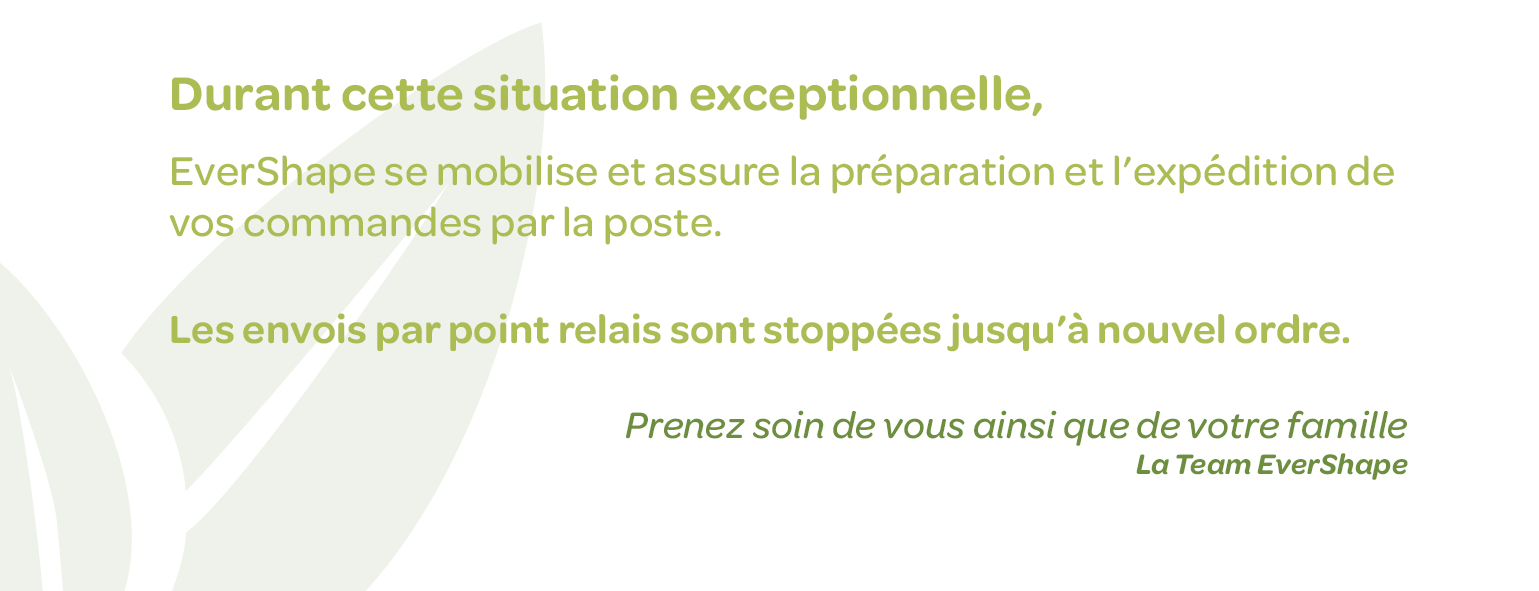 Durant cette situation exceptionnelle,
EverShape se mobilise et assure la préparation et l’expédition de
vos commandes par la poste.
Les envois par point relais sont stoppées jusqu’à nouvel ordre.
Prenez soin de vous ainsi que de votre famille
La Team EverShape